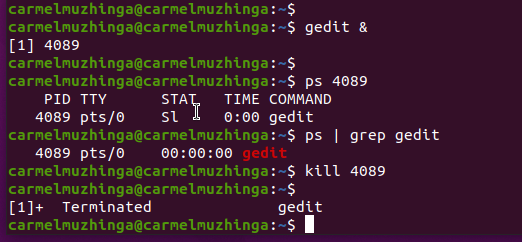 carmelmuzhinga@carmelmuzhinga:~$
carmelmuzhinga@carmelmuzhinga:~$ gedit &
[1] 4089
carmelmuzhinga@carmelmuzhinga:~$
carmelmuzhinga@carmelmuzhinga:~$ ps 4089
    PID TTY      STAT   TIME COMMAND
   4089 pts/0    Sl     0:00 gedit
carmelmuzhinga@carmelmuzhinga:~$ ps | grep gedit
   4089 pts/0    00:00:00 gedit
carmelmuzhinga@carmelmuzhinga:~$ kill 4089
carmelmuzhinga@carmelmuzhinga:~$
[1]+  Terminated              gedit
carmelmuzhinga@carmelmuzhinga:~$